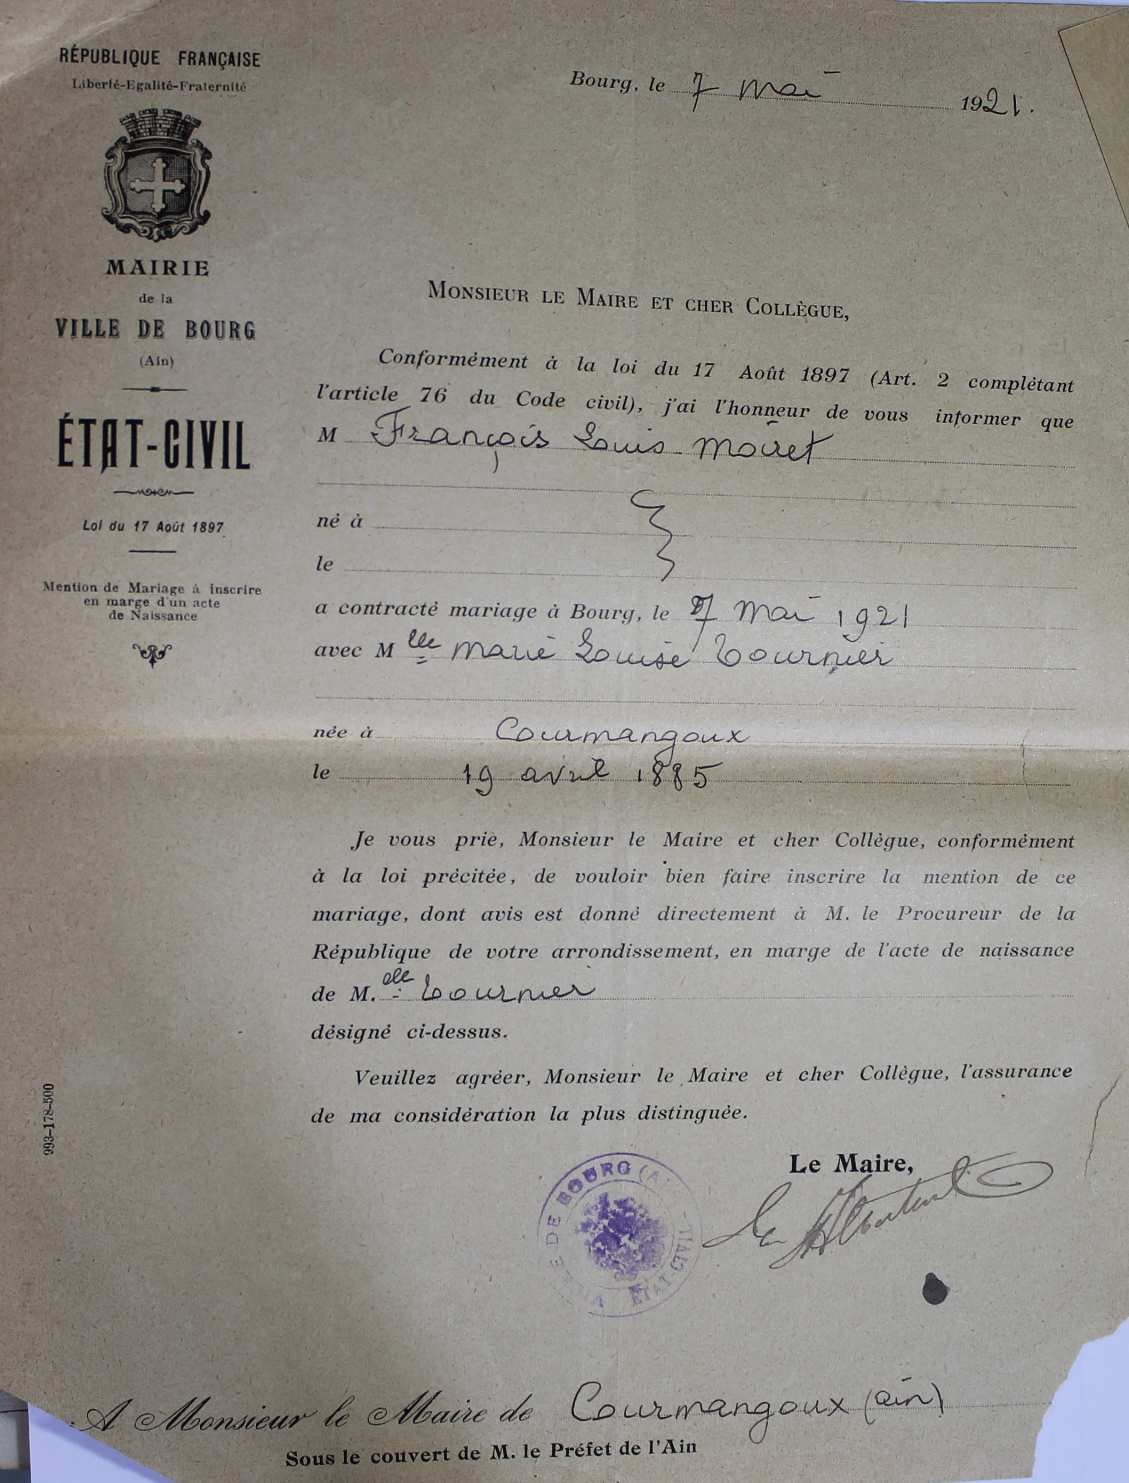 RÉPUBLIQUE FRANÇAISE
Liberté-Egalité-Fraternité
MAIRIE
de la
VILLE DE BOURG
(Ain)
ÉTAT-CIVIL
Loi du 17 Août 1897
Mention de Mariage à inscrire
en marge d'un acte
de Naissance
993-178-500
Bourg, le 7 mai 1921.
MONSIEUR LE MAIRE ET CHER COLLÈGUE,
Conformément à la loi du 17 Août 1897 (Art. 2 complétant
l'article 76 du Code civil), j'ai l'honneur de vous informer que
M François Louis Moiret
né à
le
a contracté mariage à Bourg, le 7 mai 1921
avec M lle Marie Louise Tournier
née à Courmangoux
le 19 avril 1885
Je vous prie, Monsieur le Maire et cher Collègue, conformément
à la loi précitée, de vouloir bien faire inscrire la mention de ce
mariage, dont avis est donné directement à M. le Procureur de la
République de votre arrondissement, en marge de l'acte de naissance
de M. elle Tournier
désigné ci-dessus.
Veuillez agréer, Monsieur le Maire et cher Collègue, l'assurance
de ma considération la plus distinguée.
Le Maire,
DE BOURG (A
ÉTAT-CIVIL
A Monsieur le Maire de Courmangoux (ain)
Sous le couvert de M. le Préfet de l'Ain